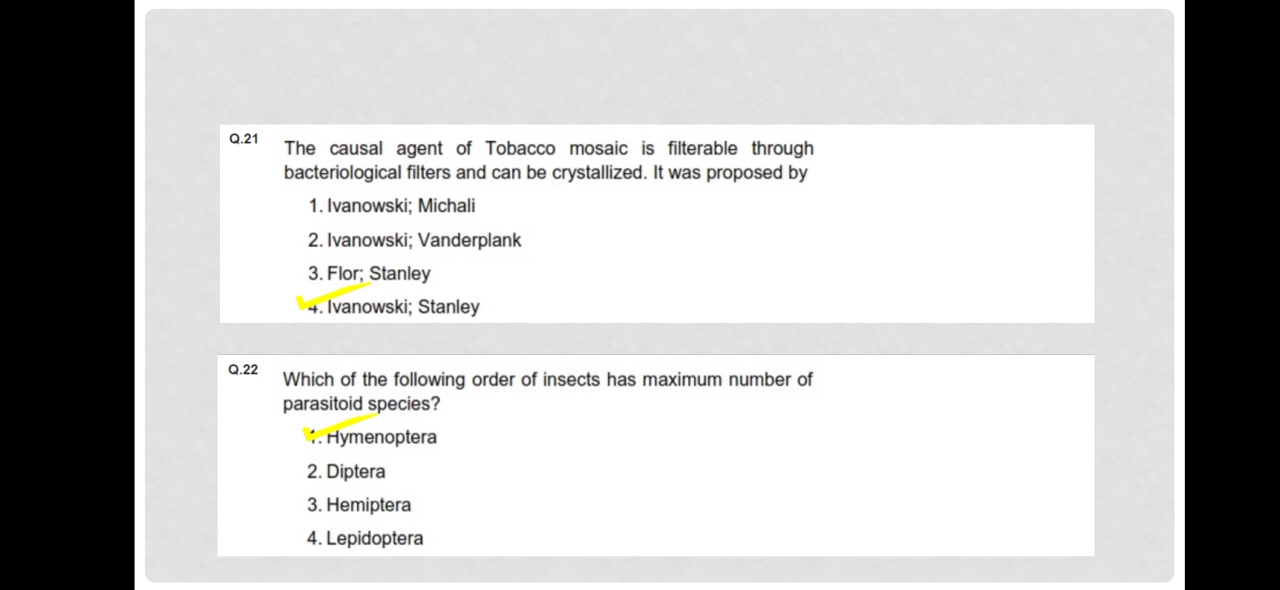 Q.21
The causal agent of Tobacco mosaic is filterable through
bacteriological filters and can be crystallized. It was proposed by
1. Ivanowski; Michali
2. Ivanowski; Vanderplank
3. Flor; Stanley
4. Ivanowski; Stanley
Q.22
Which of the following order of insects has maximum number of
parasitoid species?
1. Hymenoptera
2. Diptera
3. Hemiptera
4. Lepidoptera